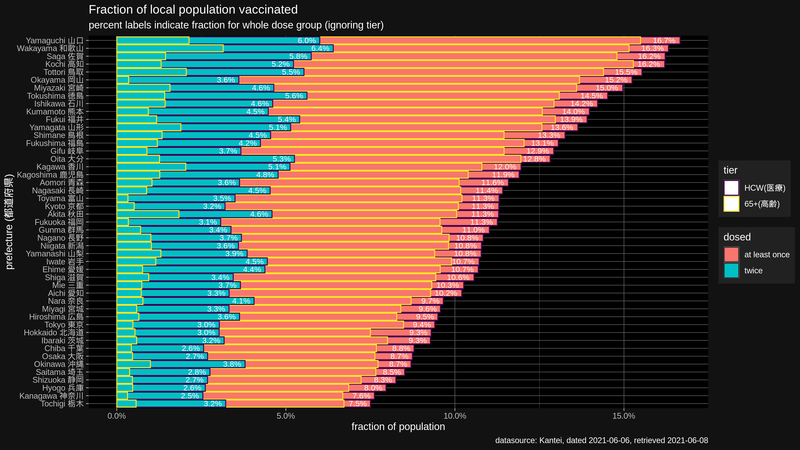 Fraction of local population vaccinated
percent labels indicate fraction for whole dose group (ignoring tier)
prefecture (都道府県)
Yamaguchi 山口 6.0% 16.7%
Wakayama 和歌山 6.4% 16.3%
Saga 佐賀 5.8% 16.2%
Kochi 高知 5.2% 16.2%
Tottori 鳥取 5.5% 15.5%
Okayama 岡山 3.6% 15.2%
Miyazaki 宮崎 4.6% 15.0%
Tokushima 徳島 5.6% 14.5%
Ishikawa 石川 4.6% 14.2%
Kumamoto 熊本 4.5% 14.0%
Fukui 福井 5.4% 13.9%
Yamagata 山形 5.1% 13.6%
Shimane 島根 4.5% 13.3%
Fukushima 福島 4.2% 13.1%
Gifu 岐阜 3.7% 12.9%
Oita 大分 5.3% 12.8%
Kagawa 香川 5.1% 12.0%
Kagoshima 鹿児島 4.8% 11.9%
Aomori 青森 3.6% 11.6%
Nagasaki 長崎 4.5% 11.4%
Toyama 富山 3.5% 11.3%
Kyoto 京都 3.2% 11.3%
Akita 秋田 4.6% 11.3%
Fukuoka 福岡 3.1% 11.3%
Gunma 群馬 3.4% 11.0%
Nagano 長野 3.7% 10.8%
Niigata 新潟 3.6% 10.8%
Yamanashi 山梨 3.9% 10.8%
Iwate 岩手 4.5% 10.7%
Ehime 愛媛 4.4% 10.7%
Shiga 滋賀 3.4% 10.6%
Mie 三重 3.7% 10.3%
Aichi 愛知 3.3% 10.2%
Nara 奈良 4.1% 9.7%
Miyagi 宮城 3.3% 9.6%
Hiroshima 広島 3.6% 9.5%
Tokyo 東京 3.0% 9.4%
Hokkaido 北海道 3.0% 9.3%
Ibaraki 茨城 3.2% 9.3%
Chiba 千葉 2.6% 8.8%
Osaka 大阪 2.7% 8.7%
Okinawa 沖縄 3.8% 8.7%
Saitama 埼玉 2.8% 8.5%
Shizuoka 静岡 2.7% 8.3%
Hyogo 兵庫 2.6% 8.0%
Kanagawa 神奈川 2.5% 7.6%
Tochigi 栃木 3.2% 7.5%
0.0% 5.0% 10.0% 15.0%
fraction of population
tier
HCW(医療)
65+(高齢)
dosed
at least once
twice
datasource: Kantei, dated 2021-06-06, retrieved 2021-06-08